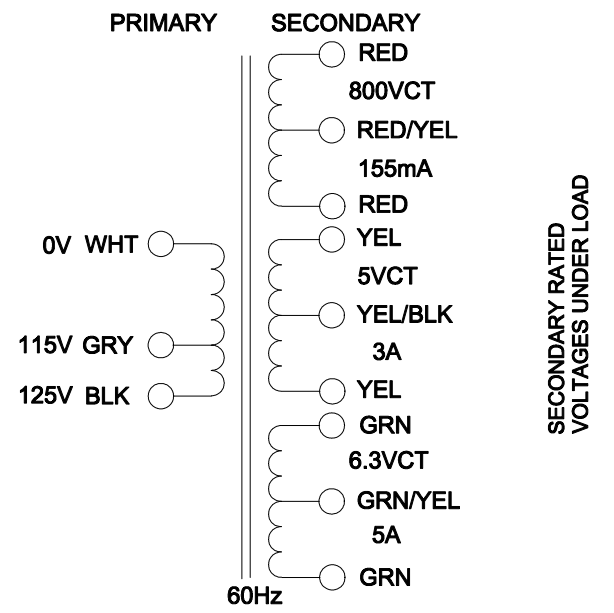 PRIMARY
SECONDARY
RED
800VCT
RED/YEL
155mA
RED
0V WHT
115V GRY
125V BLK
YEL
5VCT
YEL/BLK
3A
YEL
GRN
6.3VCT
GRN/YEL
5A
GRN
60Hz
SECONDARY RATED
VOLTAGES UNDER LOAD